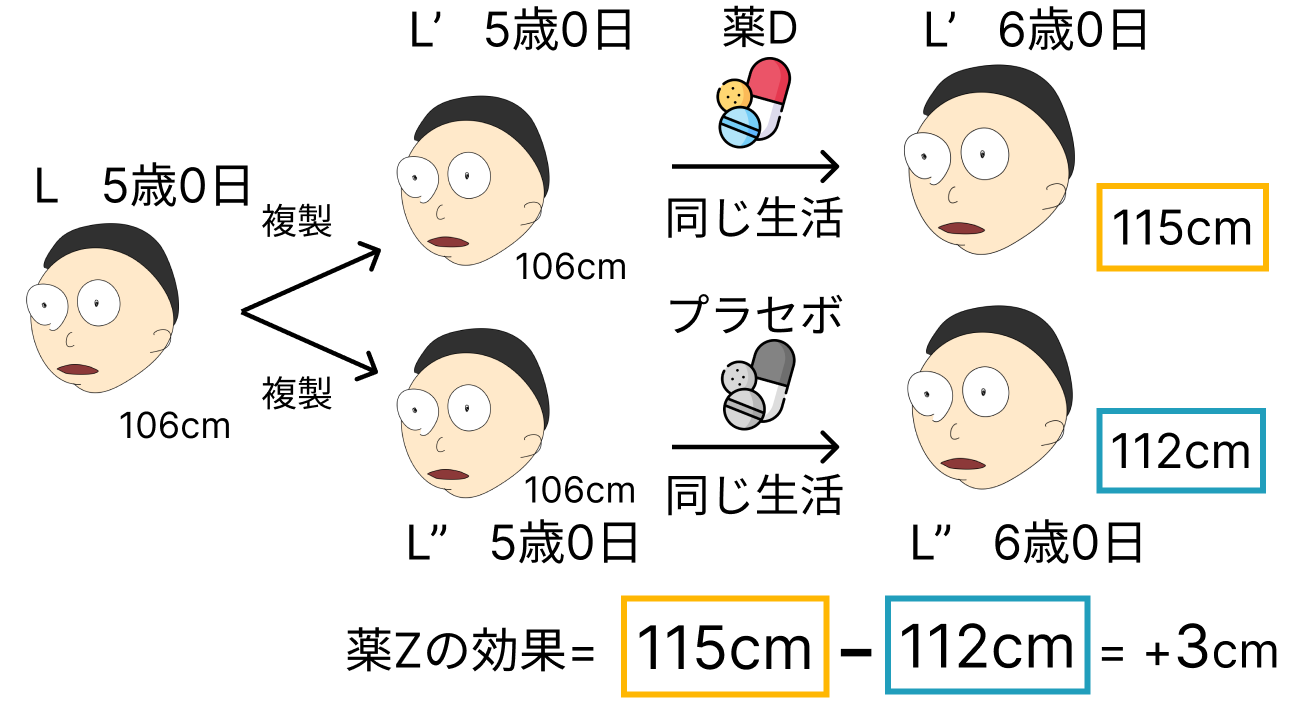 L’ 5歳0日
薬D
L’ 6歳0日
L 5歳0日
複製
同じ生活
115cm
106cm
プラセボ
複製
106cm
112cm
106cm
同じ生活
L” 5歳0日
L” 6歳0日
薬Zの効果= 115cm − 112cm = +3cm